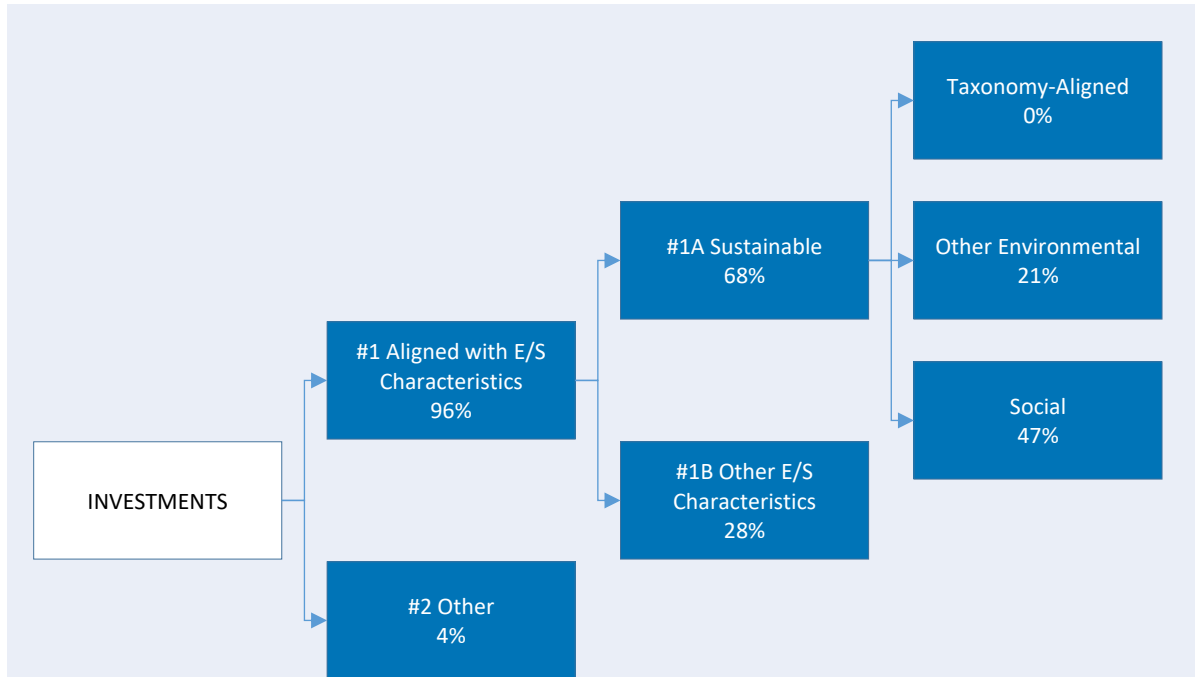 INVESTMENTS
#1 Aligned with E/S
Characteristics
96%
#2 Other
4%
#1A Sustainable
68%
#1B Other E/S
Characteristics
28%
Taxonomy-Aligned
0%
Other Environmental
21%
Social
47%